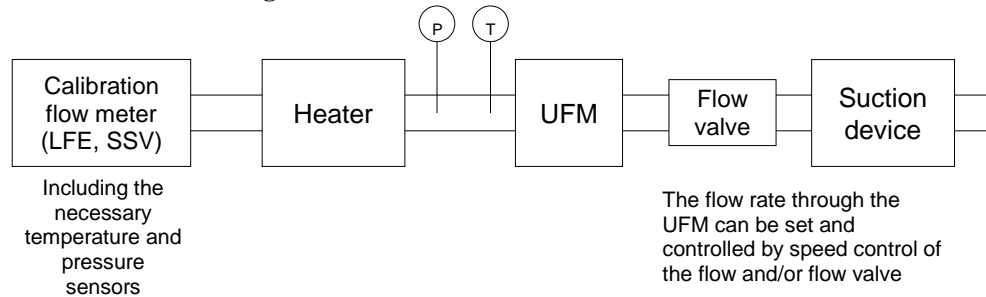 P
T
Calibration
flow meter
(LFE, SSV)
Heater
UFM
Flow
valve
Suction
device
Including the
necessary
temperature and
pressure
sensors
The flow rate through the
UFM can be set and
controlled by speed control of
the flow and/or flow valve